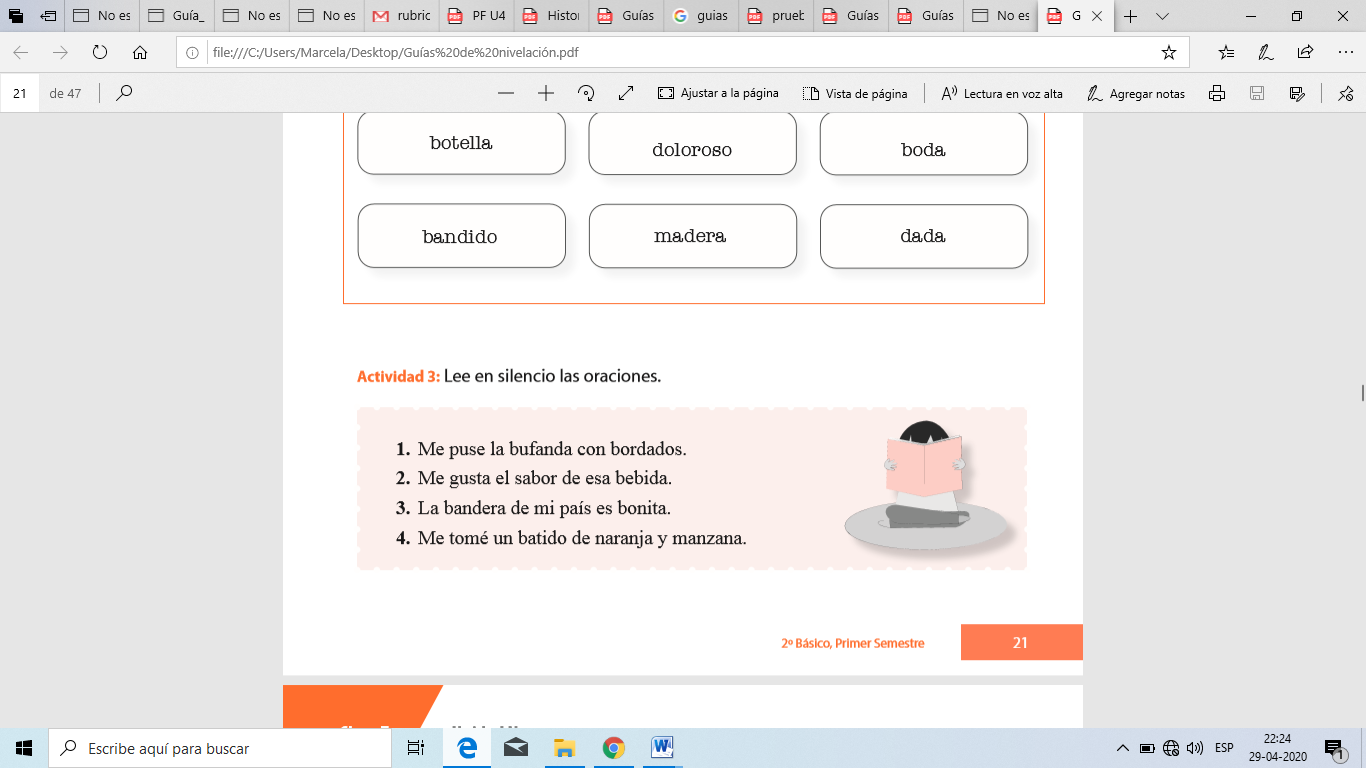 No es
Guía_
No es
No es
rubric
PF U4
Histor
Guías
guias
prueb
Guías
Guías
No es
G
file:///C:/Users/Marcela/Desktop/Guías%20de%20nivelación.pdf
21 de 47
Ajustar a la página
Vista de página
Lectura en voz alta
Agregar notas
botella
doloroso
boda
bandido
madera
dada
Actividad 3: Lee en silencio las oraciones.
1. Me puse la bufanda con bordados.
2. Me gusta el sabor de esa bebida.
3. La bandera de mi país es bonita.
4. Me tomé un batido de naranja y manzana.
2º Básico, Primer Semestre
21
Escribe aquí para buscar
ESP
22:24
29-04-2020
1